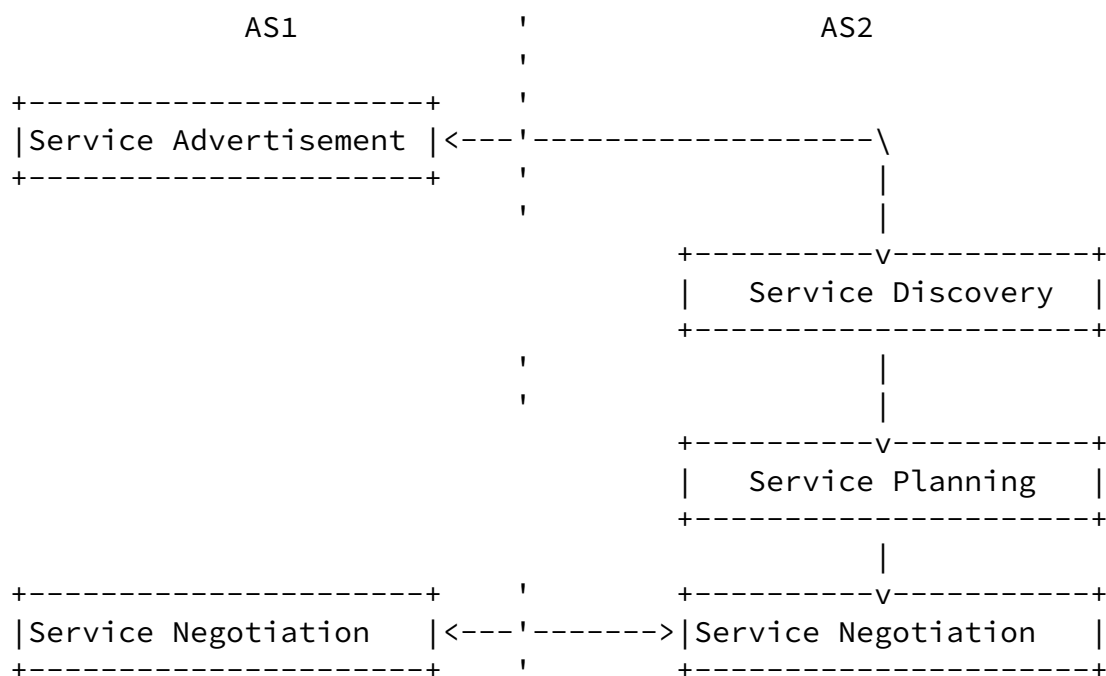 AS1 AS2
Service Advertisement
Service Discovery
Service Planning
Service Negotiation Service Negotiation